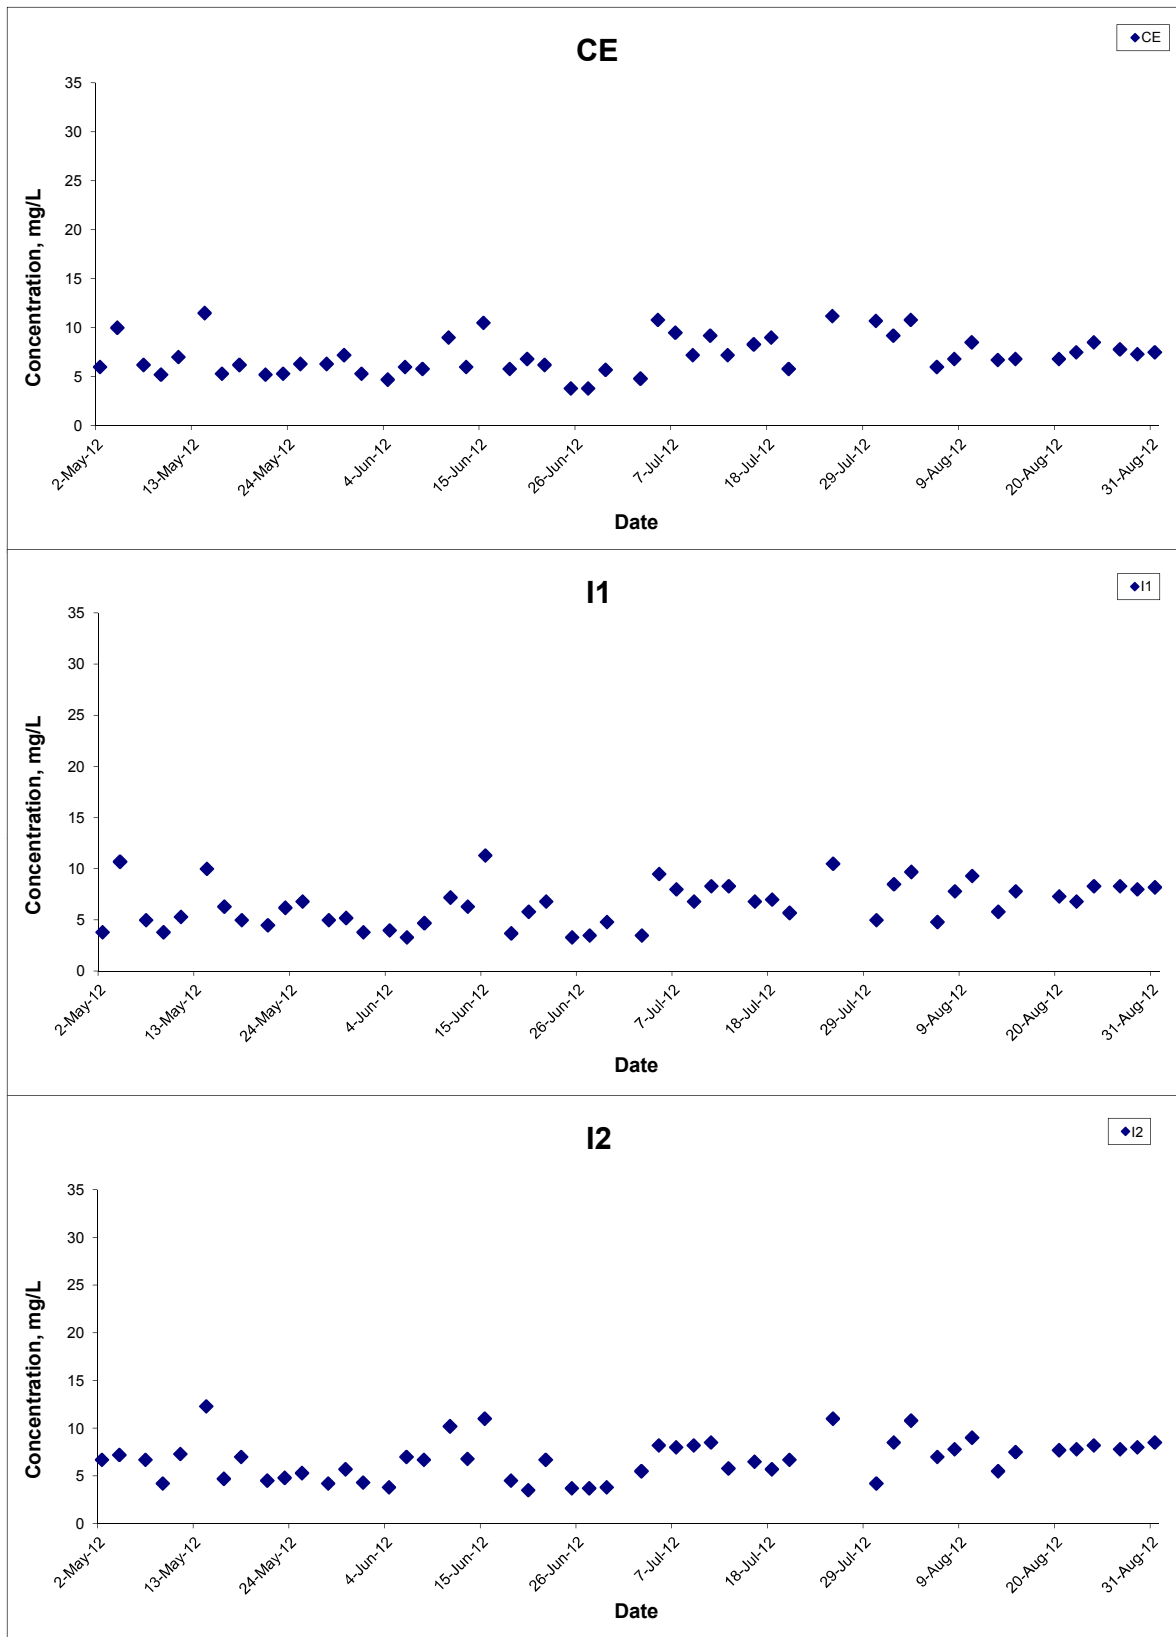 CE
CE
35
30
25
20
15
10
5
0
Concentration, mg/L
2-May-12
13-May-12
24-May-12
4-Jun-12
15-Jun-12
26-Jun-12
7-Jul-12
18-Jul-12
29-Jul-12
9-Aug-12
20-Aug-12
31-Aug-12
Date
I1
I1
35
30
25
20
15
10
5
0
Concentration, mg/L
2-May-12
13-May-12
24-May-12
4-Jun-12
15-Jun-12
26-Jun-12
7-Jul-12
18-Jul-12
29-Jul-12
9-Aug-12
20-Aug-12
31-Aug-12
Date
I2
I2
35
30
25
20
15
10
5
0
Concentration, mg/L
2-May-12
13-May-12
24-May-12
4-Jun-12
15-Jun-12
26-Jun-12
7-Jul-12
18-Jul-12
29-Jul-12
9-Aug-12
20-Aug-12
31-Aug-12
Date